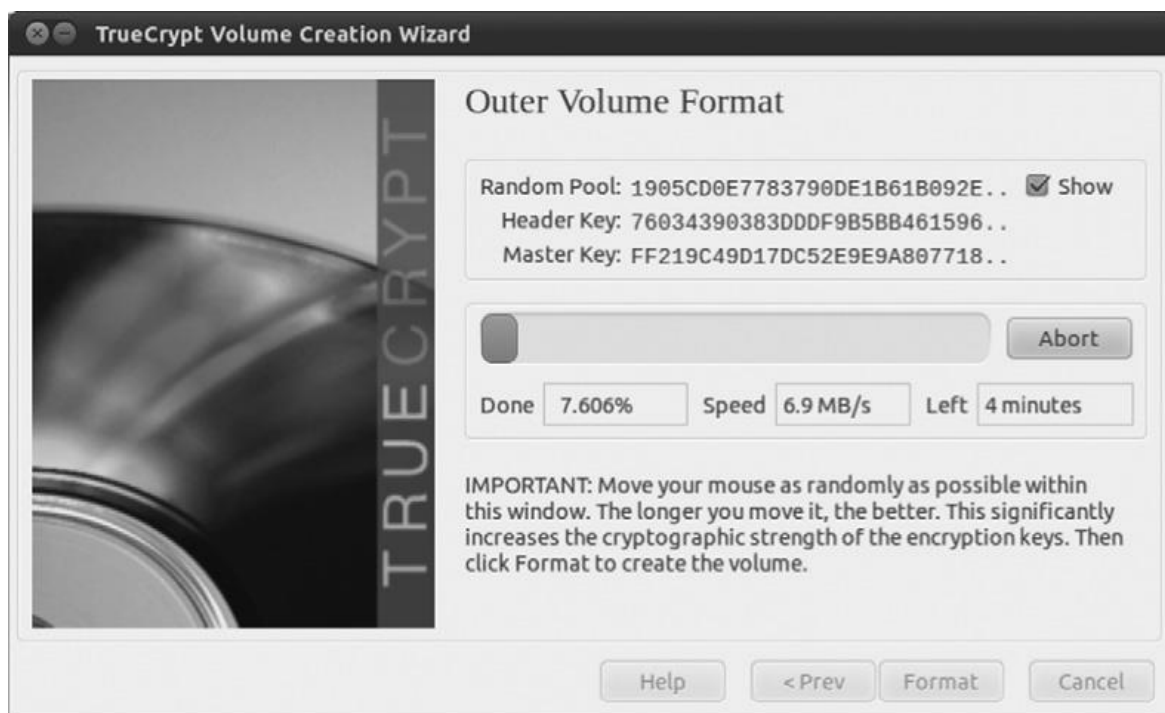 TrueCrypt Volume Creation Wizard
TRUECRYPT
Outer Volume Format
Random Pool: 1905CD0E7783790DE1B61B092E.. Show
Header Key: 76034390383DDDF9B5BB461596..
Master Key: FF219C49D17DC52E9E9A807718..
Abort
Done 7.606% Speed 6.9 MB/s Left 4 minutes
IMPORTANT: Move your mouse as randomly as possible within
this window. The longer you move it, the better. This significantly
increases the cryptographic strength of the encryption keys. Then
click Format to create the volume.
Help < Prev Format Cancel